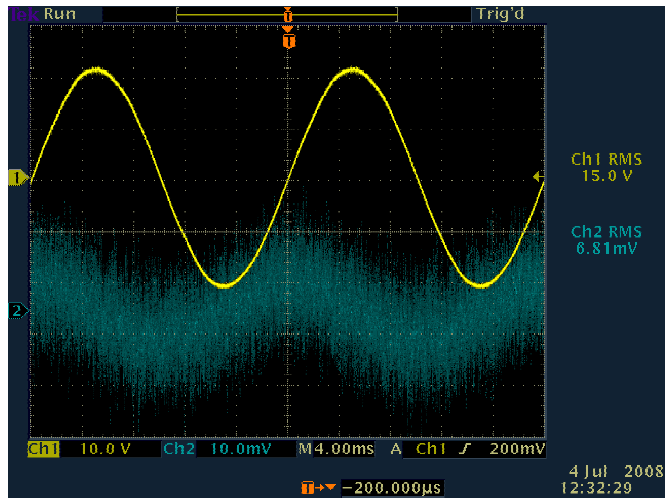 Tek Run Trig'd
T
T
1
Ch1 RMS
15.0 V
Ch2 RMS
6.81mV
2
Ch1 10.0 V Ch2 10.0mV M 4.00ms A Ch1 ƒ 200mV
T → ▼ −200.000µs
4 Jul 2008
12:32:29